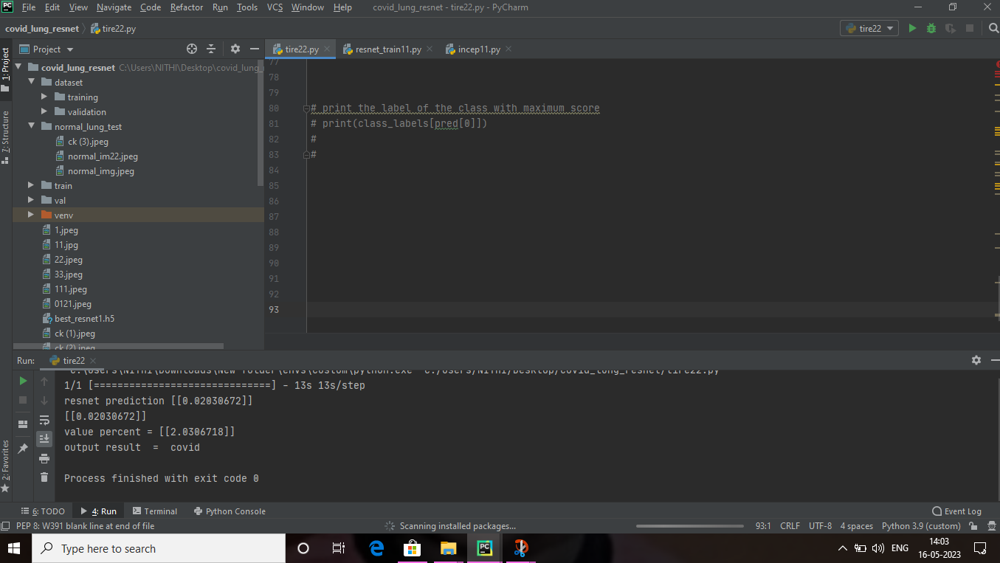 PC File Edit View Navigate Code Refactor Run Tools VCS Window Help covid_lung_resnet - tire22.py - PyCharm
covid_lung_resnet tire22.py tire22
Project tire22.py resnet_train11.py incep11.py
1: Project
7: Structure
2: Favorites
covid_lung_resnet C:\Users\NITHI\Desktop\covid_lung_
dataset
training
validation
normal_lung_test
ck (3).jpeg
normal_im22.jpeg
normal_img.jpeg
train
val
venv
1.jpeg
11.jpg
22.jpeg
33.jpeg
111.jpeg
0121.jpeg
best_resnet1.h5
ck (1).jpeg
ck (2).jpeg
77
78
79
80 # print the label of the class with maximum score
81 # print(class_labels[pred[0]])
82 #
83 #
84
85
86
87
88
89
90
91
92
93
Run: tire22
C:\Users\NITHI\Downloads\New folder\envs\custom\python.exe C:/Users/NITHI/Desktop/covid_lung_resnet/tire22.py
1/1 [==============================] - 13s 13s/step
resnet prediction [[0.02030672]]
[[0.02030672]]
value percent = [[2.0306718]]
output result  =  covid
Process finished with exit code 0
6: TODO 4: Run Terminal Python Console Event Log
PEP 8: W391 blank line at end of file Scanning installed packages... 93:1 CRLF UTF-8 4 spaces Python 3.9 (custom)
Type here to search PC ENG 14:03
16-05-2023